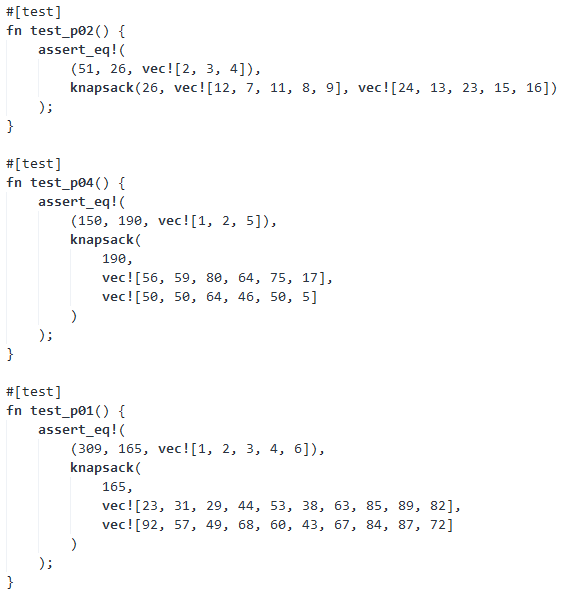 #[test]
fn test_p02() {
    assert_eq!(
        (51, 26, vec![2, 3, 4]),
        knapsack(26, vec![12, 7, 11, 8, 9], vec![24, 13, 23, 15, 16])
    );
}

#[test]
fn test_p04() {
    assert_eq!(
        (150, 190, vec![1, 2, 5]),
        knapsack(
            190,
            vec![56, 59, 80, 64, 75, 17],
            vec![50, 50, 64, 46, 50, 5]
        )
    );
}

#[test]
fn test_p01() {
    assert_eq!(
        (309, 165, vec![1, 2, 3, 4, 6]),
        knapsack(
            165,
            vec![23, 31, 29, 44, 53, 38, 63, 85, 89, 82],
            vec![92, 57, 49, 68, 60, 43, 67, 84, 87, 72]
        )
    );
}